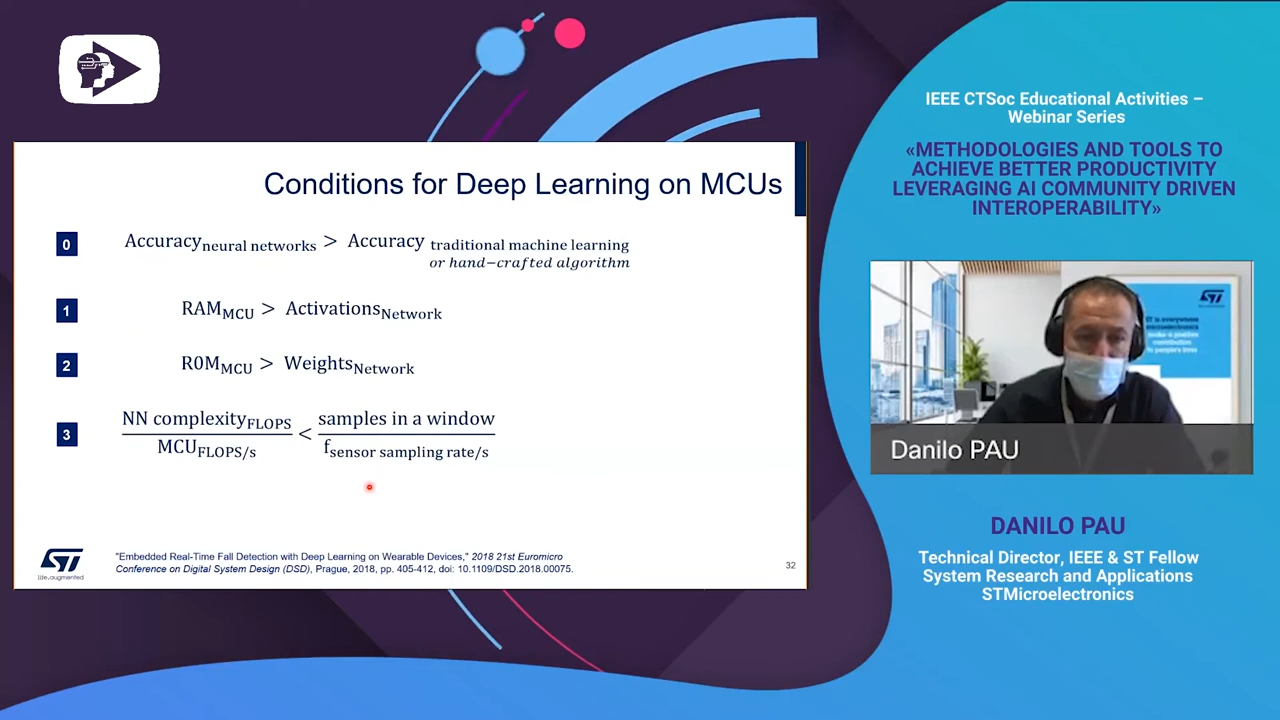 Conditions for Deep Learning on MCUs
0
Accuracy neural networks > Accuracy traditional machine learning
or hand−crafted algorithm
1
RAM MCU > Activations Network
2
R0M MCU > Weights Network
3
NN complexity FLOPS / MCU FLOPS/s < samples in a window / f sensor sampling rate/s
ST
life.augmented
"Embedded Real-Time Fall Detection with Deep Learning on Wearable Devices," 2018 21st Euromicro
Conference on Digital System Design (DSD), Prague, 2018, pp. 405-412, doi: 10.1109/DSD.2018.00075.
32
IEEE CTSoc Educational Activities –
Webinar Series
«METHODOLOGIES AND TOOLS TO
ACHIEVE BETTER PRODUCTIVITY
LEVERAGING AI COMMUNITY DRIVEN
INTEROPERABILITY»
ST
Danilo PAU
DANILO PAU
Technical Director, IEEE & ST Fellow
System Research and Applications
STMicroelectronics